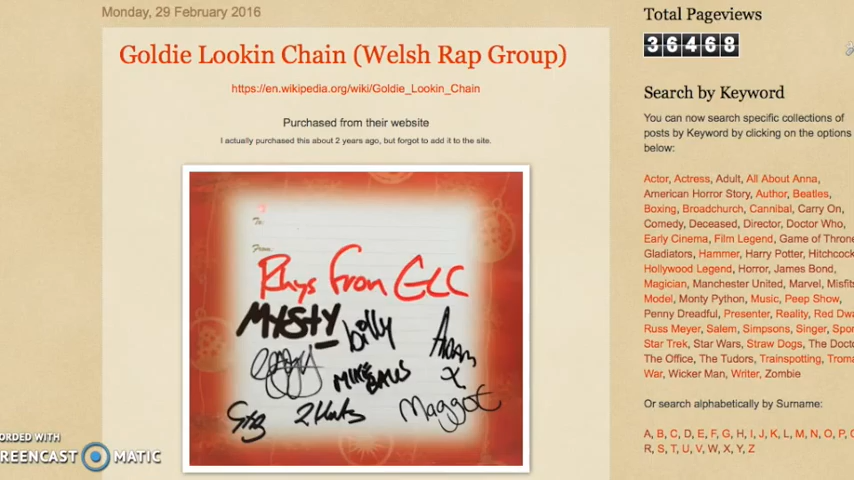 Monday, 29 February 2016
Goldie Lookin Chain (Welsh Rap Group)
https://en.wikipedia.org/wiki/Goldie_Lookin_Chain
Purchased from their website
I actually purchased this about 2 years ago, but forgot to add it to the site.
To:
From:
Rhys From GLC
MYSTY
billy
Adam
X
MIKE BALLS
2Hats
Maggot
Total Pageviews
36468
Search by Keyword
You can now search specific collections of
posts by Keyword by clicking on the options
below:
Actor, Actress, Adult, All About Anna,
American Horror Story, Author, Beatles,
Boxing, Broadchurch, Cannibal, Carry On,
Comedy, Deceased, Director, Doctor Who,
Early Cinema, Film Legend, Game of Throne
Gladiators, Hammer, Harry Potter, Hitchcoc
Hollywood Legend, Horror, James Bond,
Magician, Manchester United, Marvel, Misfits
Model, Monty Python, Music, Peep Show,
Penny Dreadful, Presenter, Reality, Red Dwa
Russ Meyer, Salem, Simpsons, Singer, Spor
Star Trek, Star Wars, Straw Dogs, The Docto
The Office, The Tudors, Trainspotting, Troma
War, Wicker Man, Writer, Zombie
Or search alphabetically by Surname:
A, B, C, D, E, F, G, H, I, J, K, L, M, N, O, P, Q
R, S, T, U, V, W, X, Y, Z
ORDED WITH
REENCAST MATIC